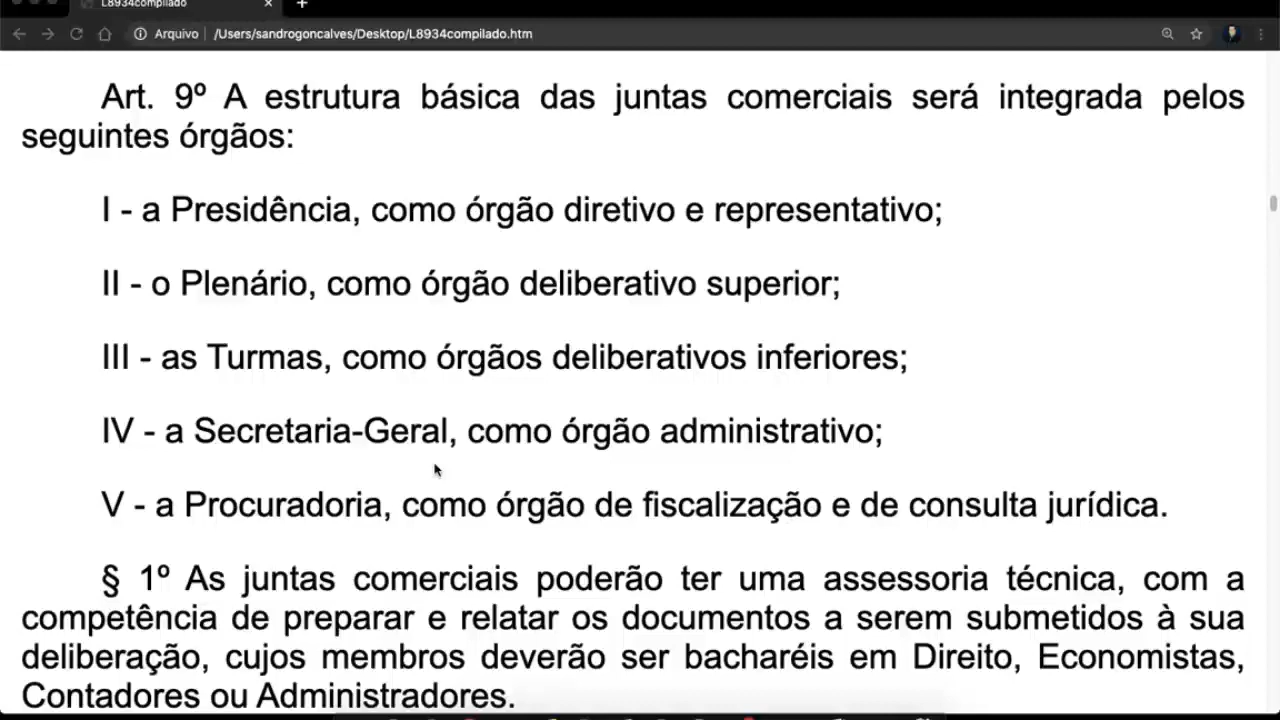 L8934compilado
Arquivo | /Users/sandrogoncalves/Desktop/L8934compilado.htm
Art. 9º A estrutura básica das juntas comerciais será integrada pelos
seguintes órgãos:
I - a Presidência, como órgão diretivo e representativo;
II - o Plenário, como órgão deliberativo superior;
III - as Turmas, como órgãos deliberativos inferiores;
IV - a Secretaria-Geral, como órgão administrativo;
V - a Procuradoria, como órgão de fiscalização e de consulta jurídica.
§ 1º As juntas comerciais poderão ter uma assessoria técnica, com a
competência de preparar e relatar os documentos a serem submetidos à sua
deliberação, cujos membros deverão ser bacharéis em Direito, Economistas,
Contadores ou Administradores.